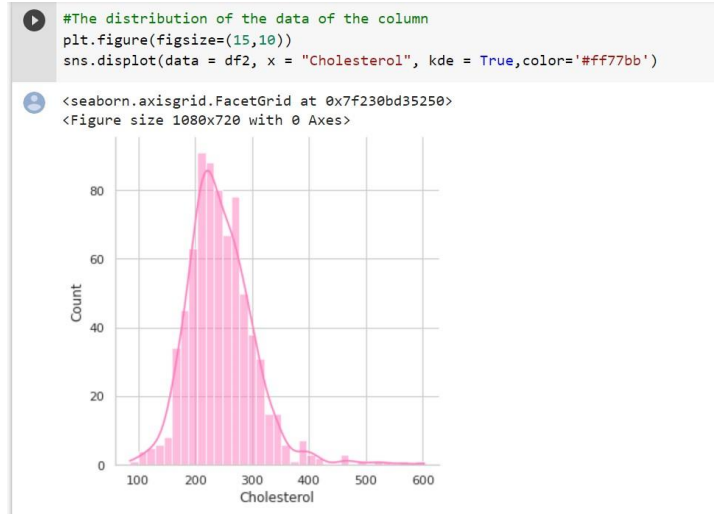 #The distribution of the data of the column
plt.figure(figsize=(15,10))
sns.displot(data = df2, x = "Cholesterol", kde = True,color='#ff77bb')
<seaborn.axisgrid.FacetGrid at 0x7f230bd35250>
<Figure size 1080x720 with 0 Axes>
80
60
40
20
0
Count
100 200 300 400 500 600
Cholesterol